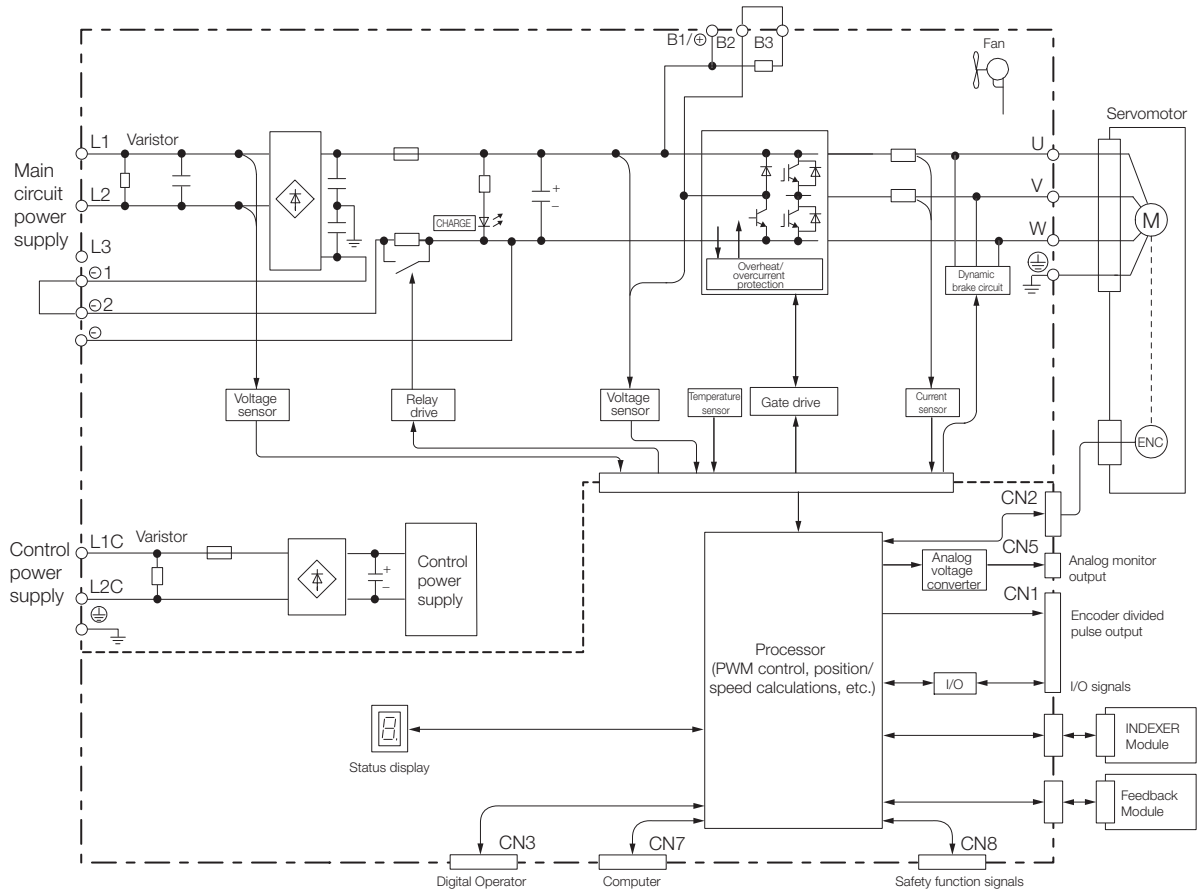 B1/⊕
B2
B3
Fan
Servomotor
L1
Varistor
U
Main
circuit
power
supply
L2
V
M
W
CHARGE
L3
⊖1
Overheat/
overcurrent
protection
Dynamic
brake circuit
⊖2
⊖
+
–
Voltage
sensor
Relay
drive
Voltage
sensor
Temperature
sensor
Gate drive
Current
sensor
ENC
CN2
Control
power
supply
L1C
Varistor
L2C
+
–
Control
power
supply
CN5
Analog
voltage
converter
Analog monitor
output
CN1
Encoder divided
pulse output
Processor
(PWM control, position/
speed calculations, etc.)
I/O
I/O signals
INDEXER
Module
8.
Status display
Feedback
Module
CN3
CN7
CN8
Digital Operator
Computer
Safety function signals